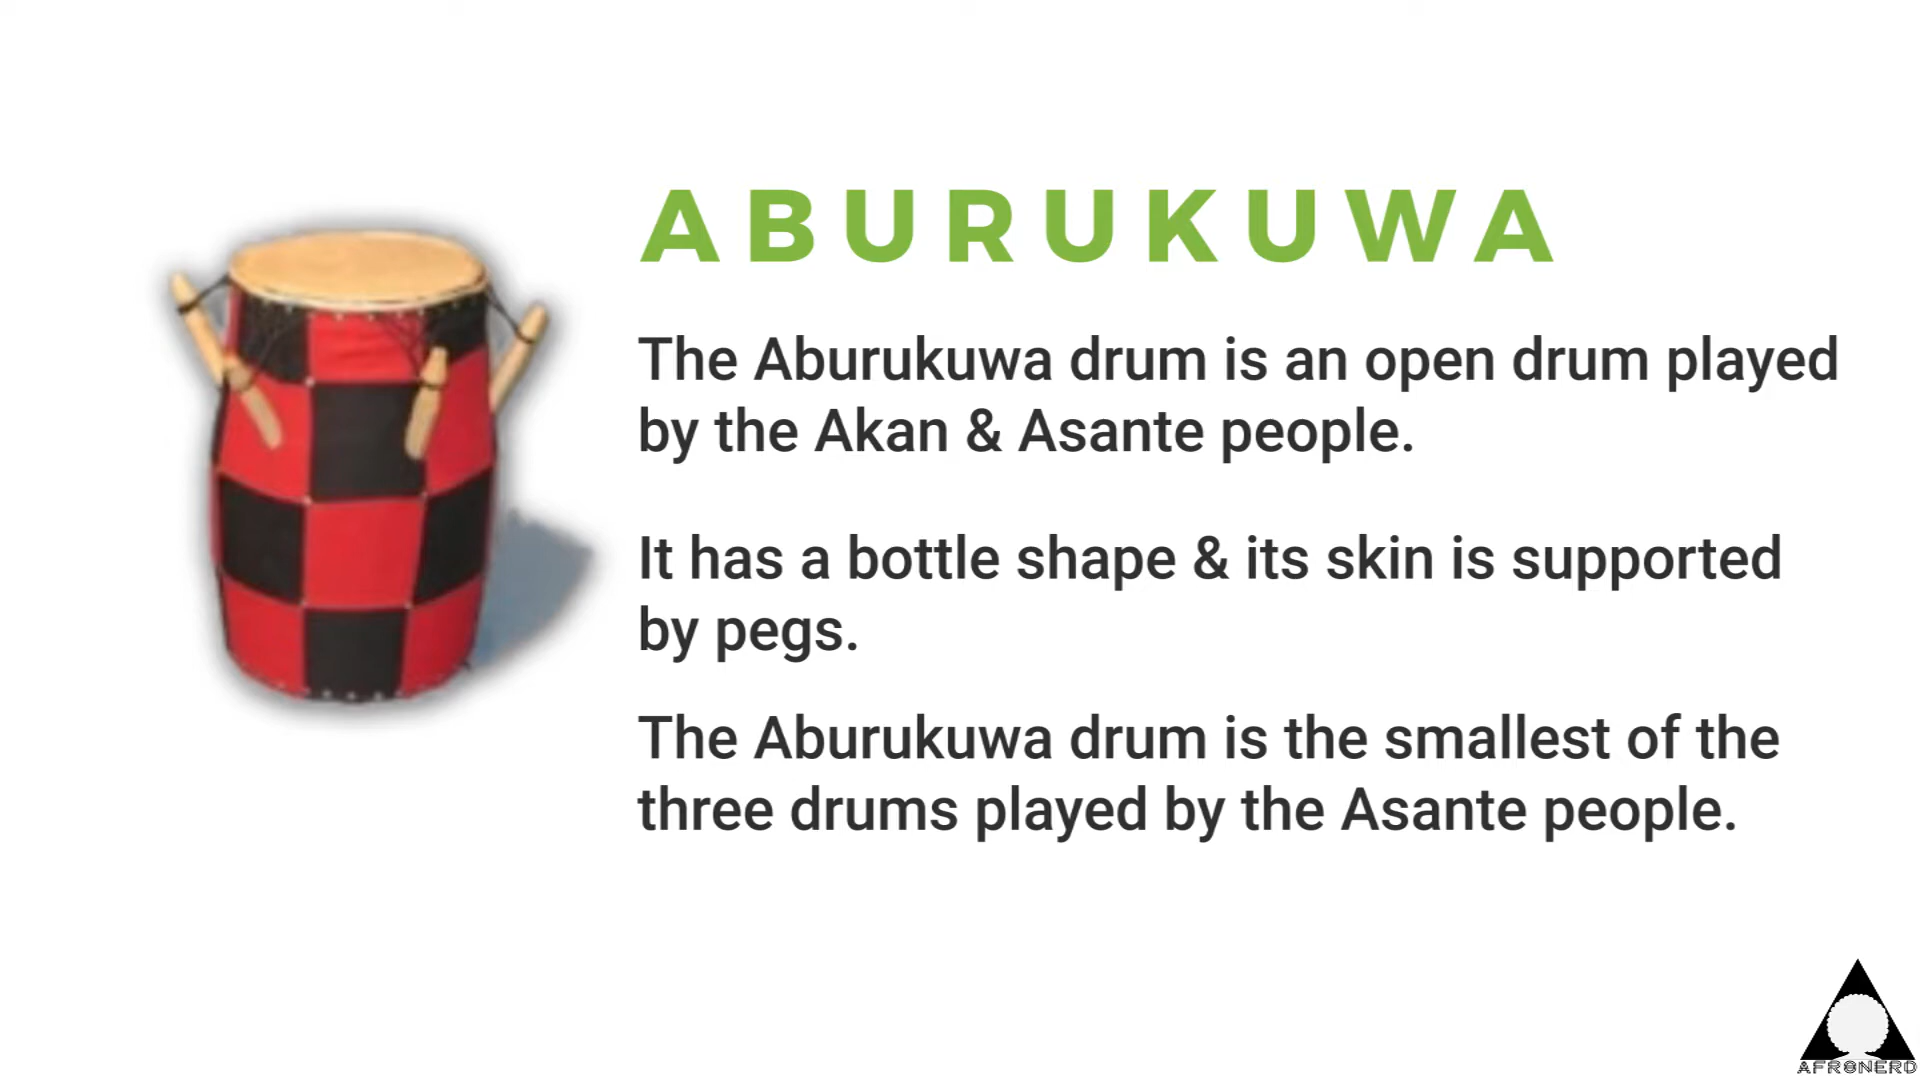 ABURUKUWA
The Aburukuwa drum is an open drum played
by the Akan & Asante people.
It has a bottle shape & its skin is supported
by pegs.
The Aburukuwa drum is the smallest of the
three drums played by the Asante people.
AFRONERD